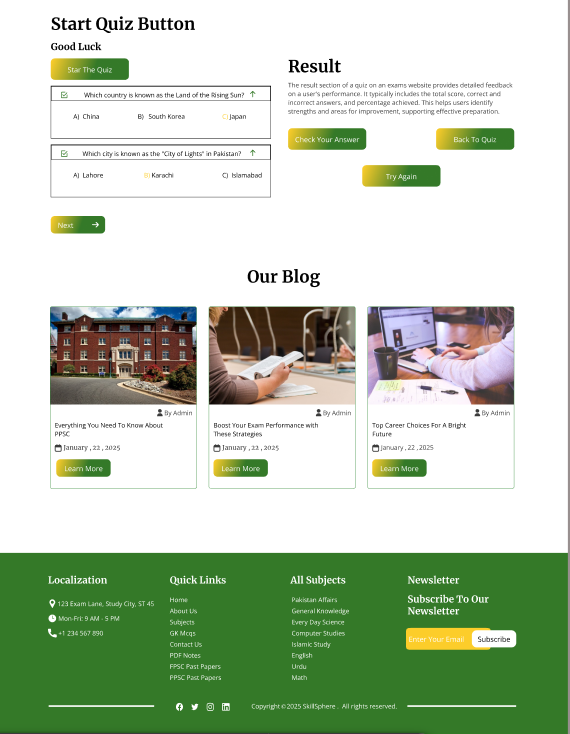 Start Quiz Button
Good Luck
Star The Quiz
Which country is known as the Land of the Rising Sun?
A) China
B) South Korea
C) Japan
Which city is known as the "City of Lights" in Pakistan?
A) Lahore
B) Karachi
C) Islamabad
Next
Result
The result section of a quiz on an exams website provides detailed feedback
on a user's performance. It typically includes the total score, correct and
incorrect answers, and percentage achieved. This helps users identify
strengths and areas for improvement, supporting effective preparation.
Check Your Answer
Back To Quiz
Try Again
Our Blog
By Admin
Everything You Need To Know About
PPSC
January , 22 , 2025
Learn More
By Admin
Boost Your Exam Performance with
These Strategies
January , 22 , 2025
Learn More
By Admin
Top Career Choices For A Bright
Future
January , 22 , 2025
Learn More
Localization
123 Exam Lane, Study City, ST 45
Mon-Fri: 9 AM - 5 PM
+1 234 567 890
Quick Links
Home
About Us
Subjects
GK Mcqs
Contact Us
PDF Notes
FPSC Past Papers
PPSC Past Papers
All Subjects
Pakistan Affairs
General Knowledge
Every Day Science
Computer Studies
Islamic Study
English
Urdu
Math
Newsletter
Subscribe To Our
Newsletter
Enter Your Email
Subscribe
Copyright ©2025 SkillSphere . All rights reserved.